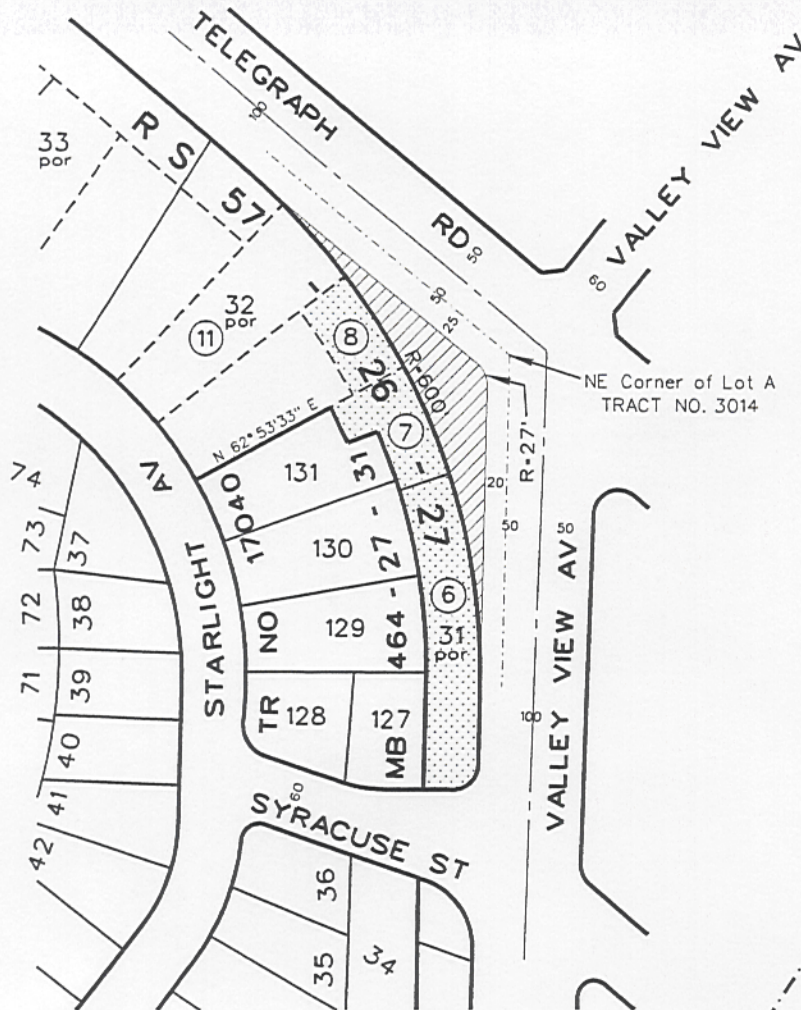 TELEGRAPH
RD
100
50
50
25
VALLEY VIEW AV
60
33
por
R S
57
32
por
11
8
26
R-600'
NE Corner of Lot A
TRACT NO. 3014
R-27'
7
-
N 62° 53' 33" E
131
31
20
50
50
27
AV
17040
130
27 -
74
73
37
STARLIGHT
6
31
por
72
38
NO
129
464 -
71
39
TR
128
127
MB
100
VALLEY VIEW AV
40
41
42
60
SYRACUSE ST
36
35
34